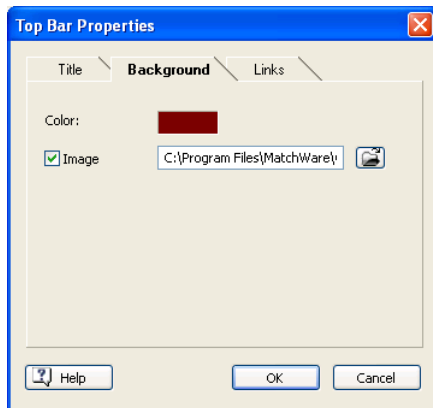 Top Bar Properties
Title Background Links
Color:
Image C:\Program Files\MatchWare\
Help OK Cancel